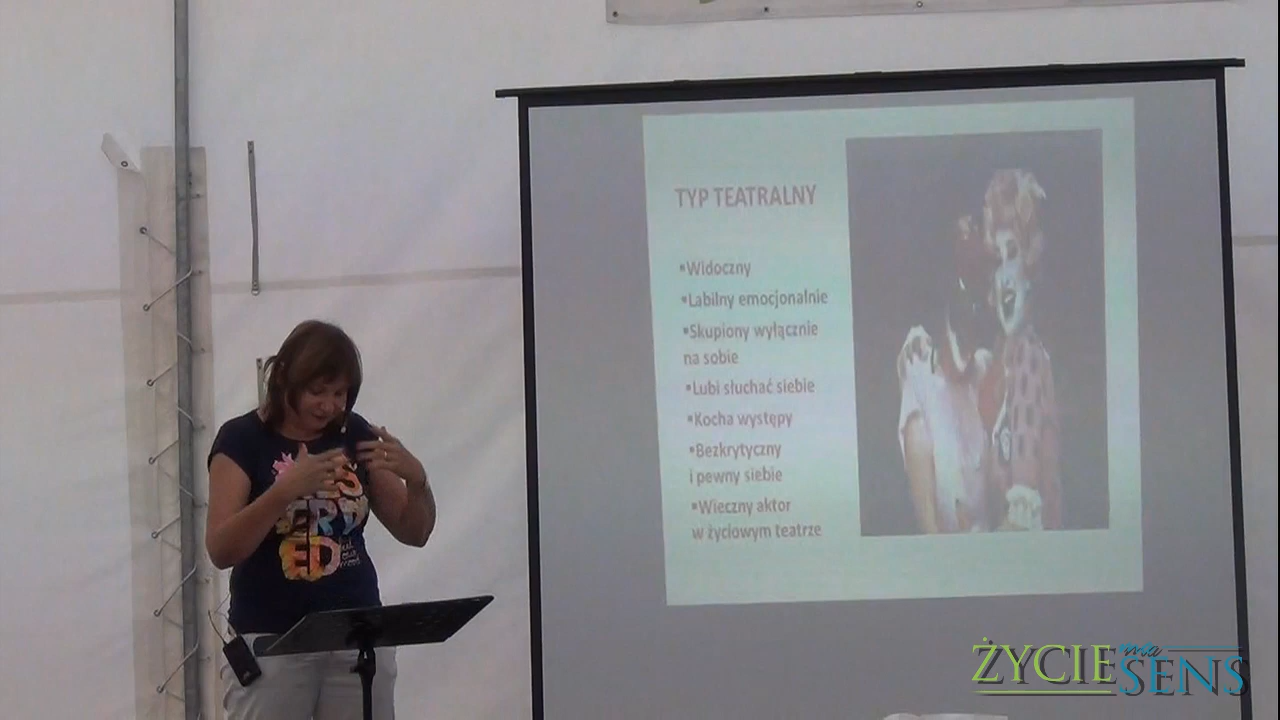 TYP TEATRALNY
▪Widoczny
▪Labilny emocjonalnie
▪Skupiony wyłącznie
na sobie
▪Lubi słuchać siebie
▪Kocha występy
▪Bezkrytyczny
i pewny siebie
▪Wieczny aktor
w życiowym teatrze
ŻYCIE ma
SENS